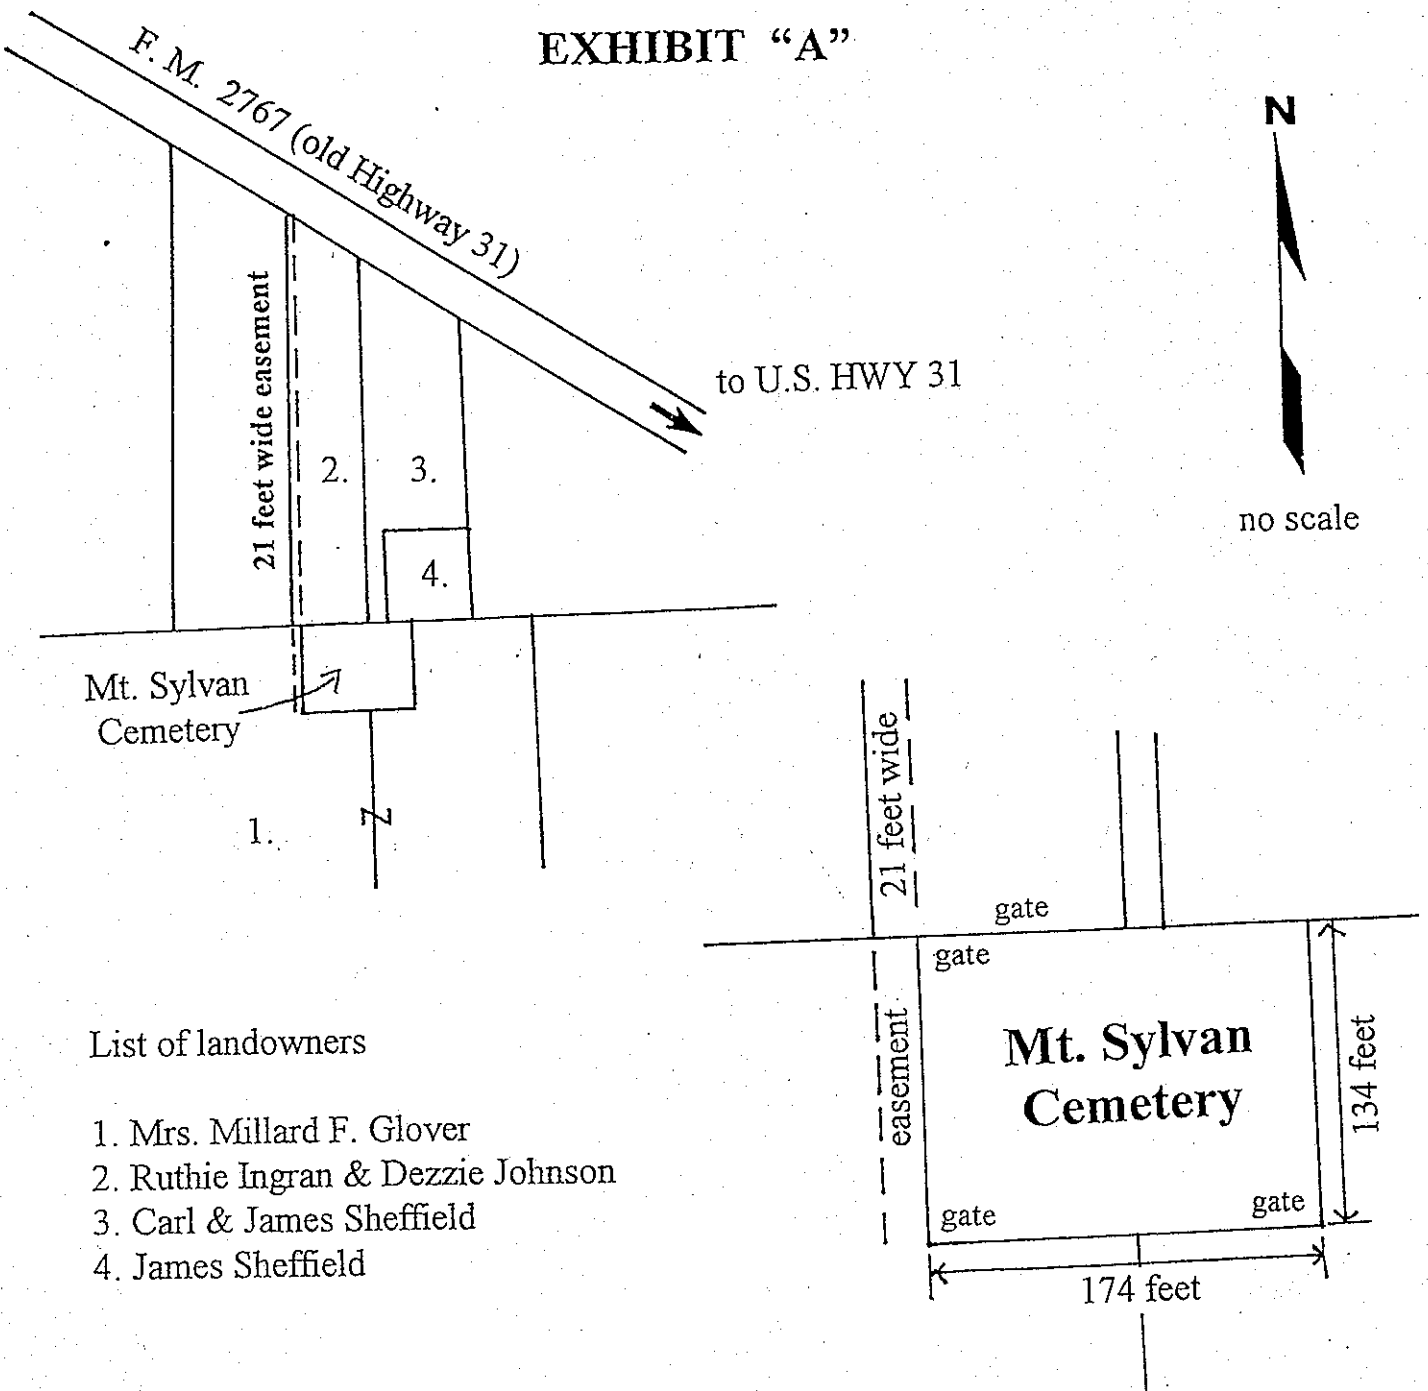 EXHIBIT "A"
F. M. 2767 (old Highway 31)
N
to U.S. HWY 31
21 feet wide easement
2.
3.
4.
no scale
Mt. Sylvan
Cemetery
1.
21 feet wide
gate
gate
easement
Mt. Sylvan
Cemetery
134 feet
gate
gate
174 feet
List of landowners
1. Mrs. Millard F. Glover
2. Ruthie Ingran & Dezzie Johnson
3. Carl & James Sheffield
4. James Sheffield